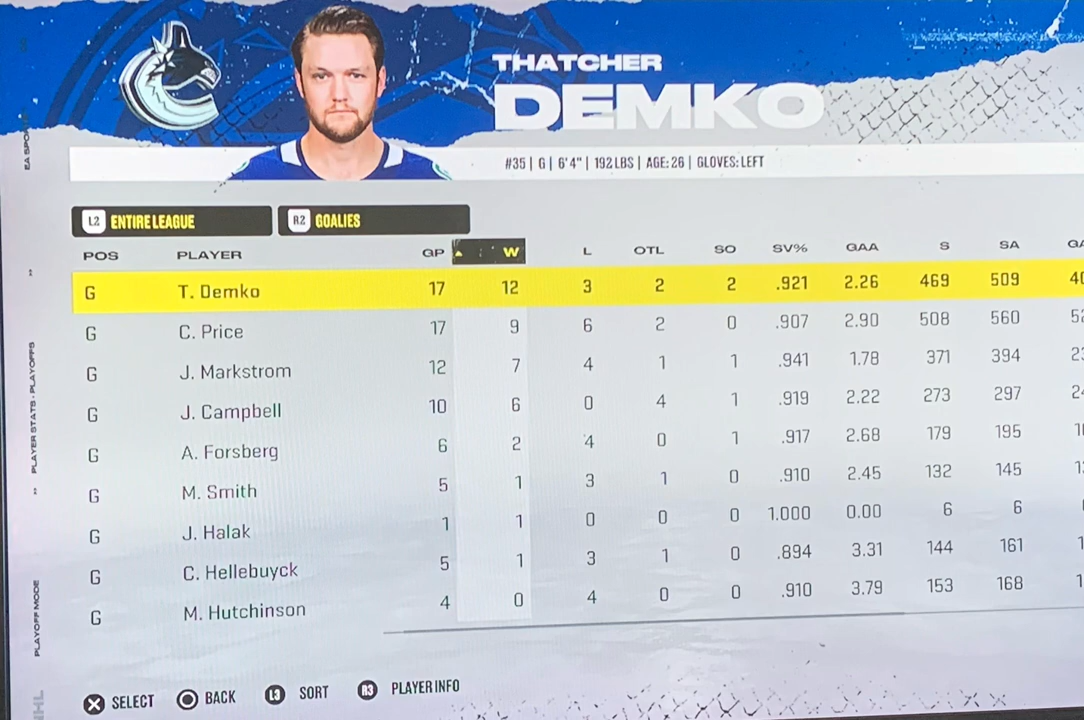 THATCHER
DEMKO
#35 | G | 6'4" | 192 LBS | AGE: 26 | GLOVES: LEFT
L2 ENTIRE LEAGUE R2 GOALIES
POS PLAYER GP W L OTL SO SV% GAA S SA
G T. Demko 17 12 3 2 2 .921 2.26 469 509
G C. Price 17 9 6 2 0 .907 2.90 508 560
G J. Markstrom 12 7 4 1 1 .941 1.78 371 394
G J. Campbell 10 6 0 4 1 .919 2.22 273 297
G A. Forsberg 6 2 4 0 1 .917 2.68 179 195
G M. Smith 5 1 3 1 0 .910 2.45 132 145
G J. Halak 1 1 0 0 0 1.000 0.00 6 6
G C. Hellebuyck 5 1 3 1 0 .894 3.31 144 161
G M. Hutchinson 4 0 4 0 0 .910 3.79 153 168
SELECT BACK L3 SORT R3 PLAYER INFO
NHL
PLAYOFF MODE
PLAYER STATS - PLAYOFFS
EA SPORTS